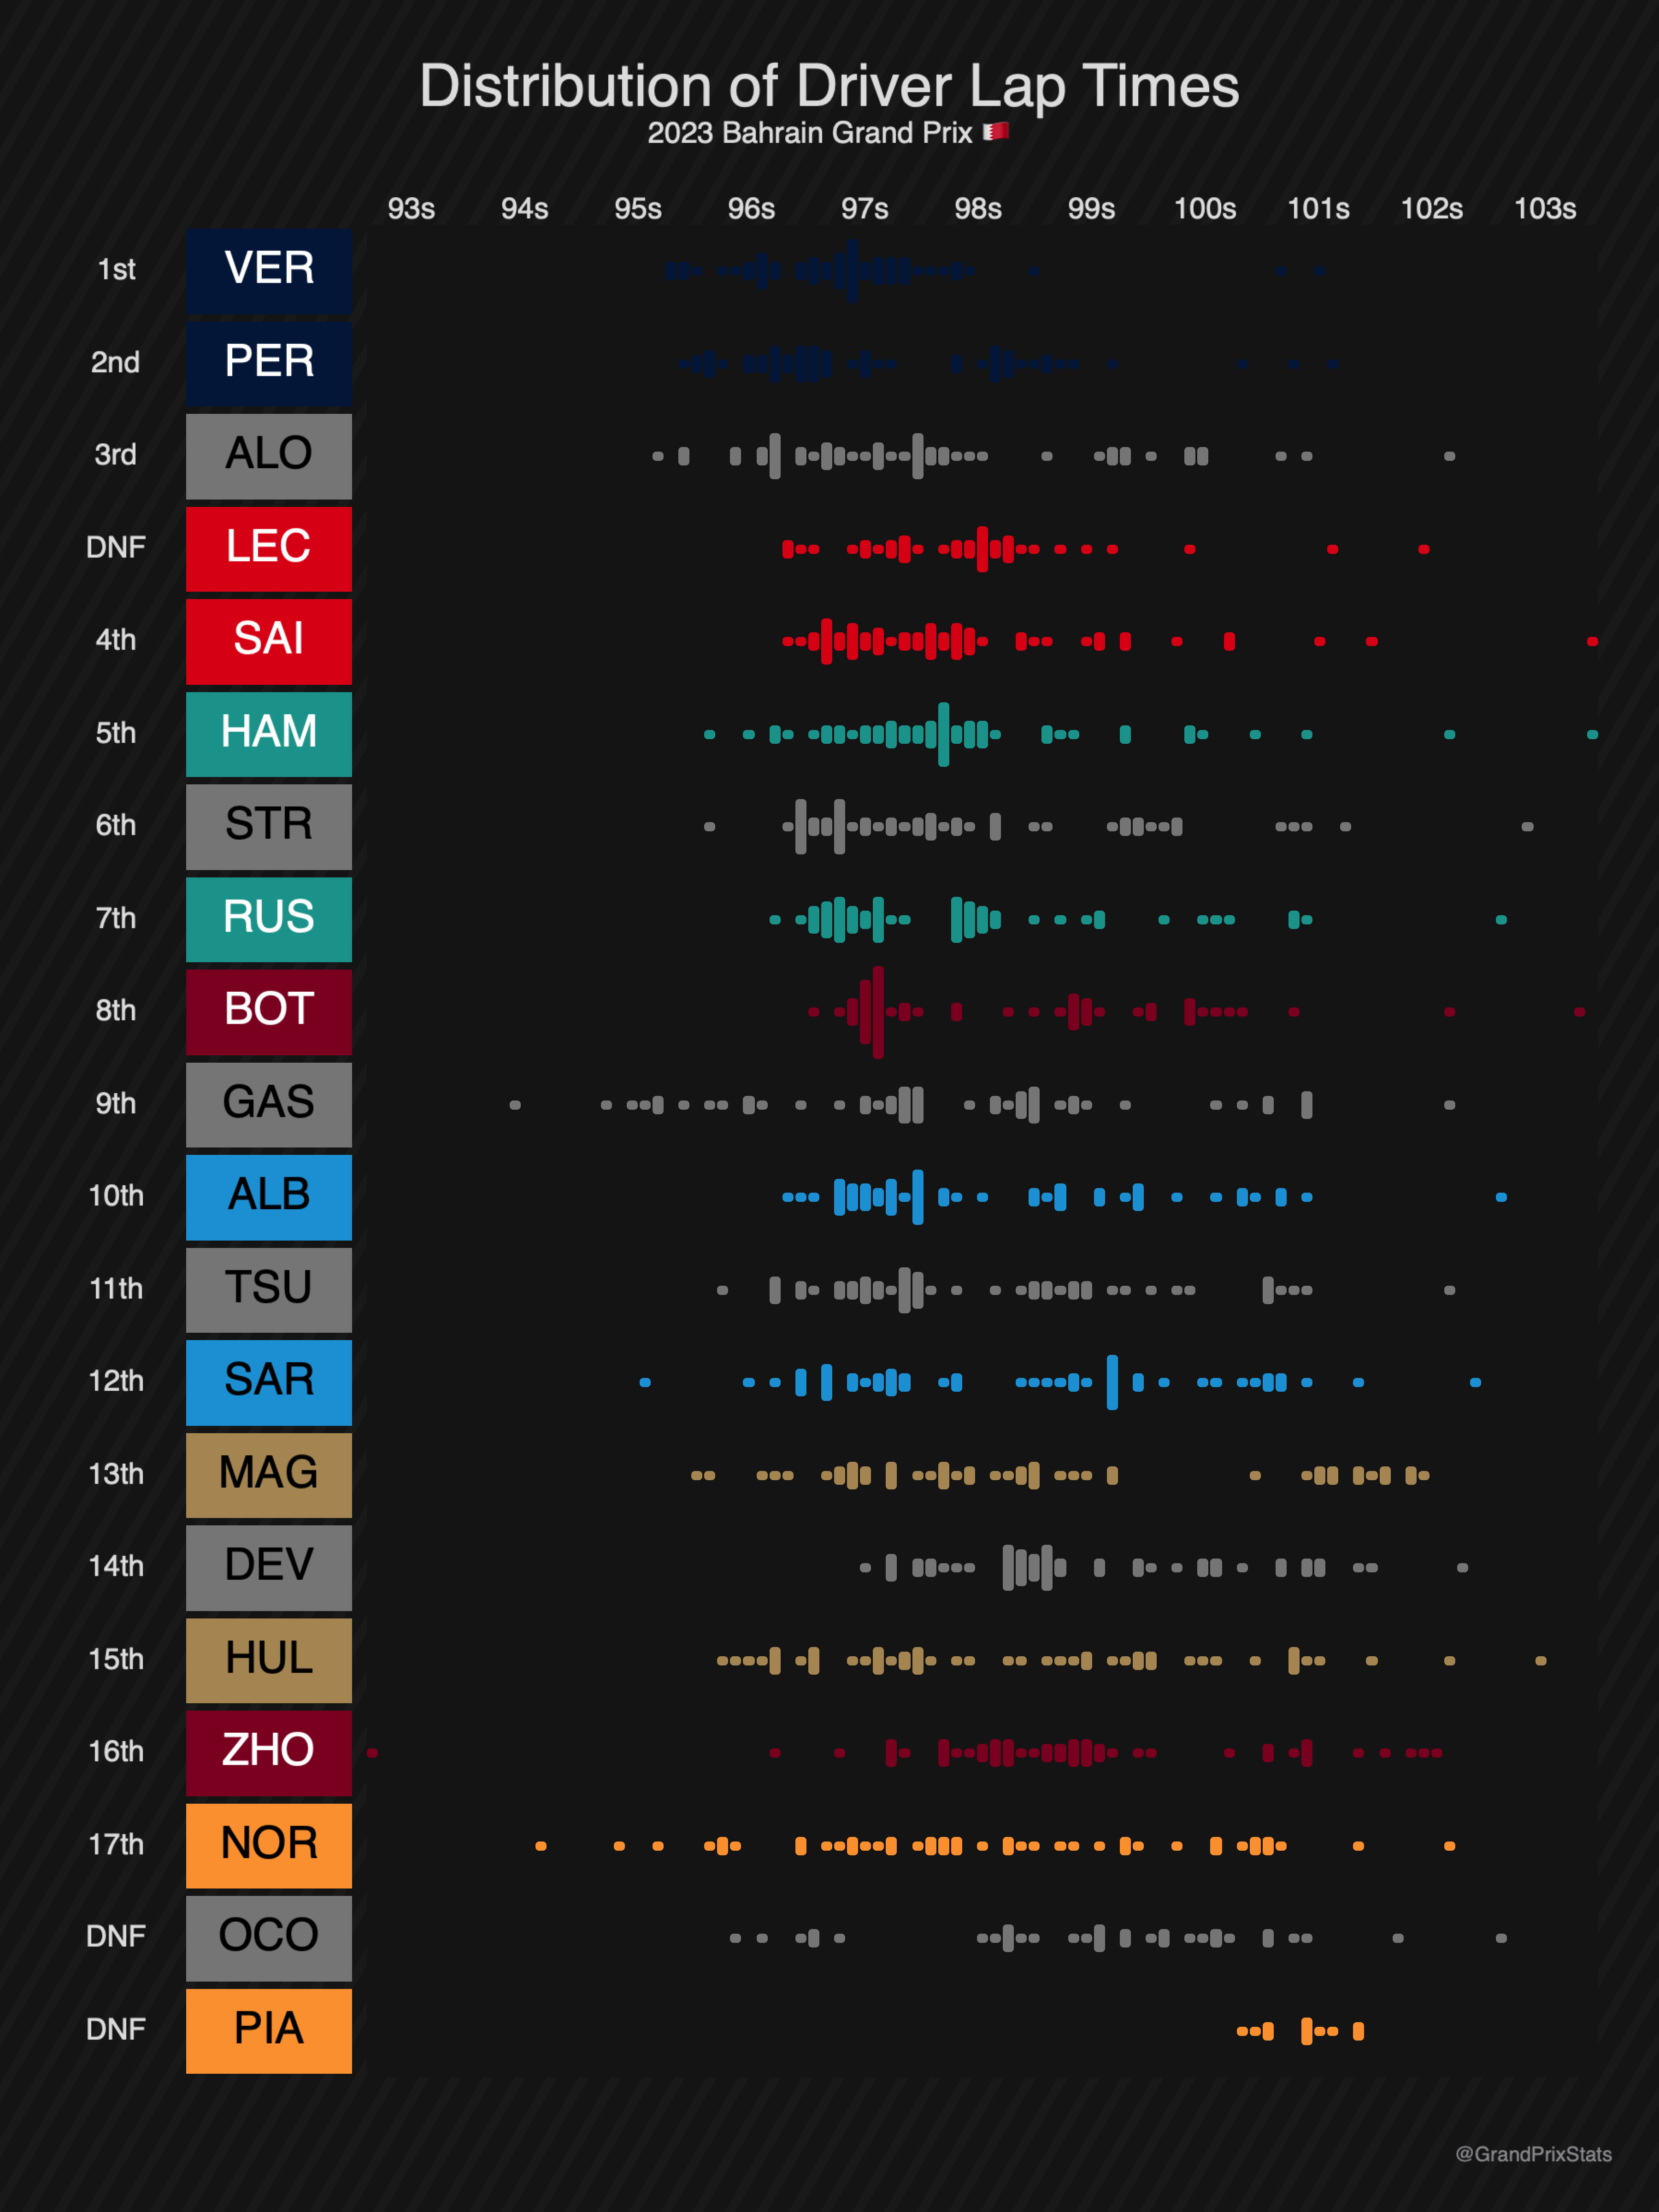 Distribution of Driver Lap Times
2023 Bahrain Grand Prix 🇧🇭
93s 94s 95s 96s 97s 98s 99s 100s 101s 102s 103s
1st VER
2nd PER
3rd ALO
DNF LEC
4th SAI
5th HAM
6th STR
7th RUS
8th BOT
9th GAS
10th ALB
11th TSU
12th SAR
13th MAG
14th DEV
15th HUL
16th ZHO
17th NOR
DNF OCO
DNF PIA
@GrandPrixStats